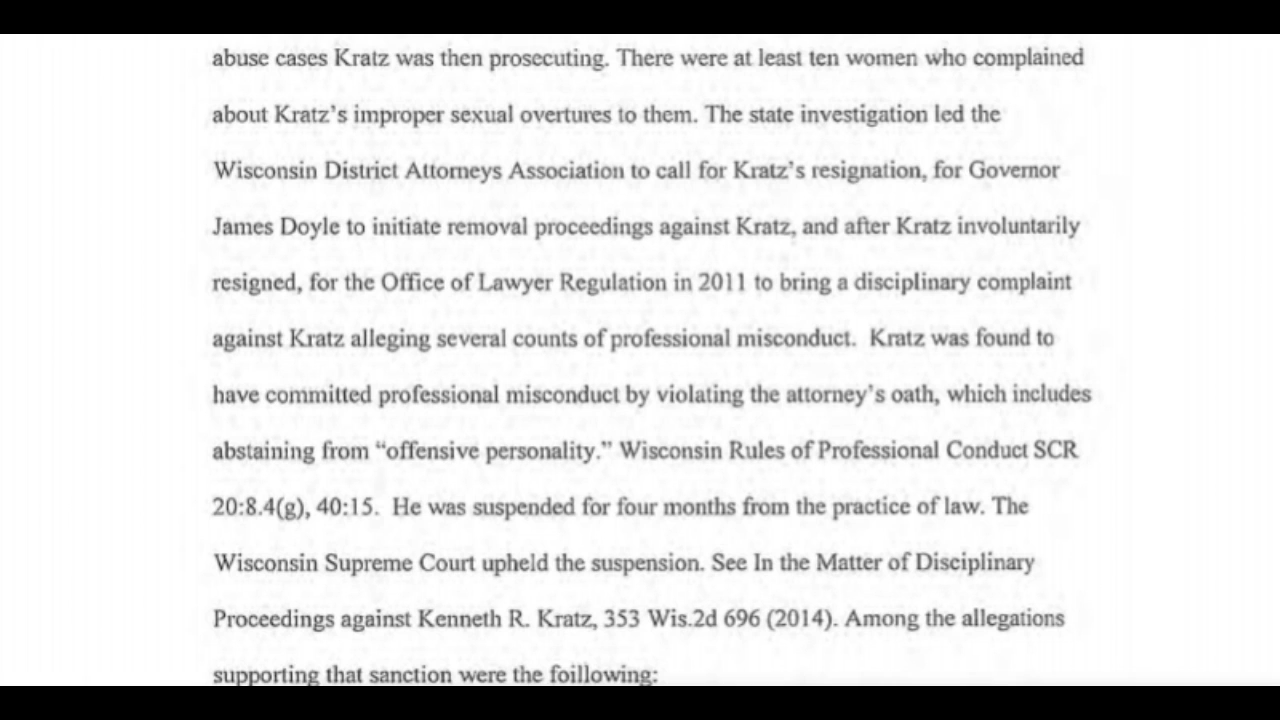 abuse cases Kratz was then prosecuting. There were at least ten women who complained
about Kratz's improper sexual overtures to them. The state investigation led the
Wisconsin District Attorneys Association to call for Kratz's resignation, for Governor
James Doyle to initiate removal proceedings against Kratz, and after Kratz involuntarily
resigned, for the Office of Lawyer Regulation in 2011 to bring a disciplinary complaint
against Kratz alleging several counts of professional misconduct.  Kratz was found to
have committed professional misconduct by violating the attorney's oath, which includes
abstaining from “offensive personality.” Wisconsin Rules of Professional Conduct SCR
20:8.4(g), 40:15.  He was suspended for four months from the practice of law. The
Wisconsin Supreme Court upheld the suspension. See In the Matter of Disciplinary
Proceedings against Kenneth R. Kratz, 353 Wis.2d 696 (2014). Among the allegations
supporting that sanction were the foillowing: